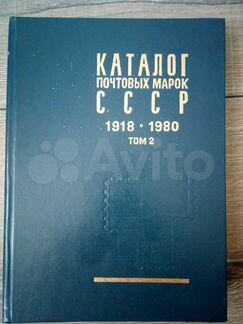 КАТАЛОГ
ПОЧТОВЫХ МАРОК
СССР
1918 • 1980
ТОМ 2
Avito